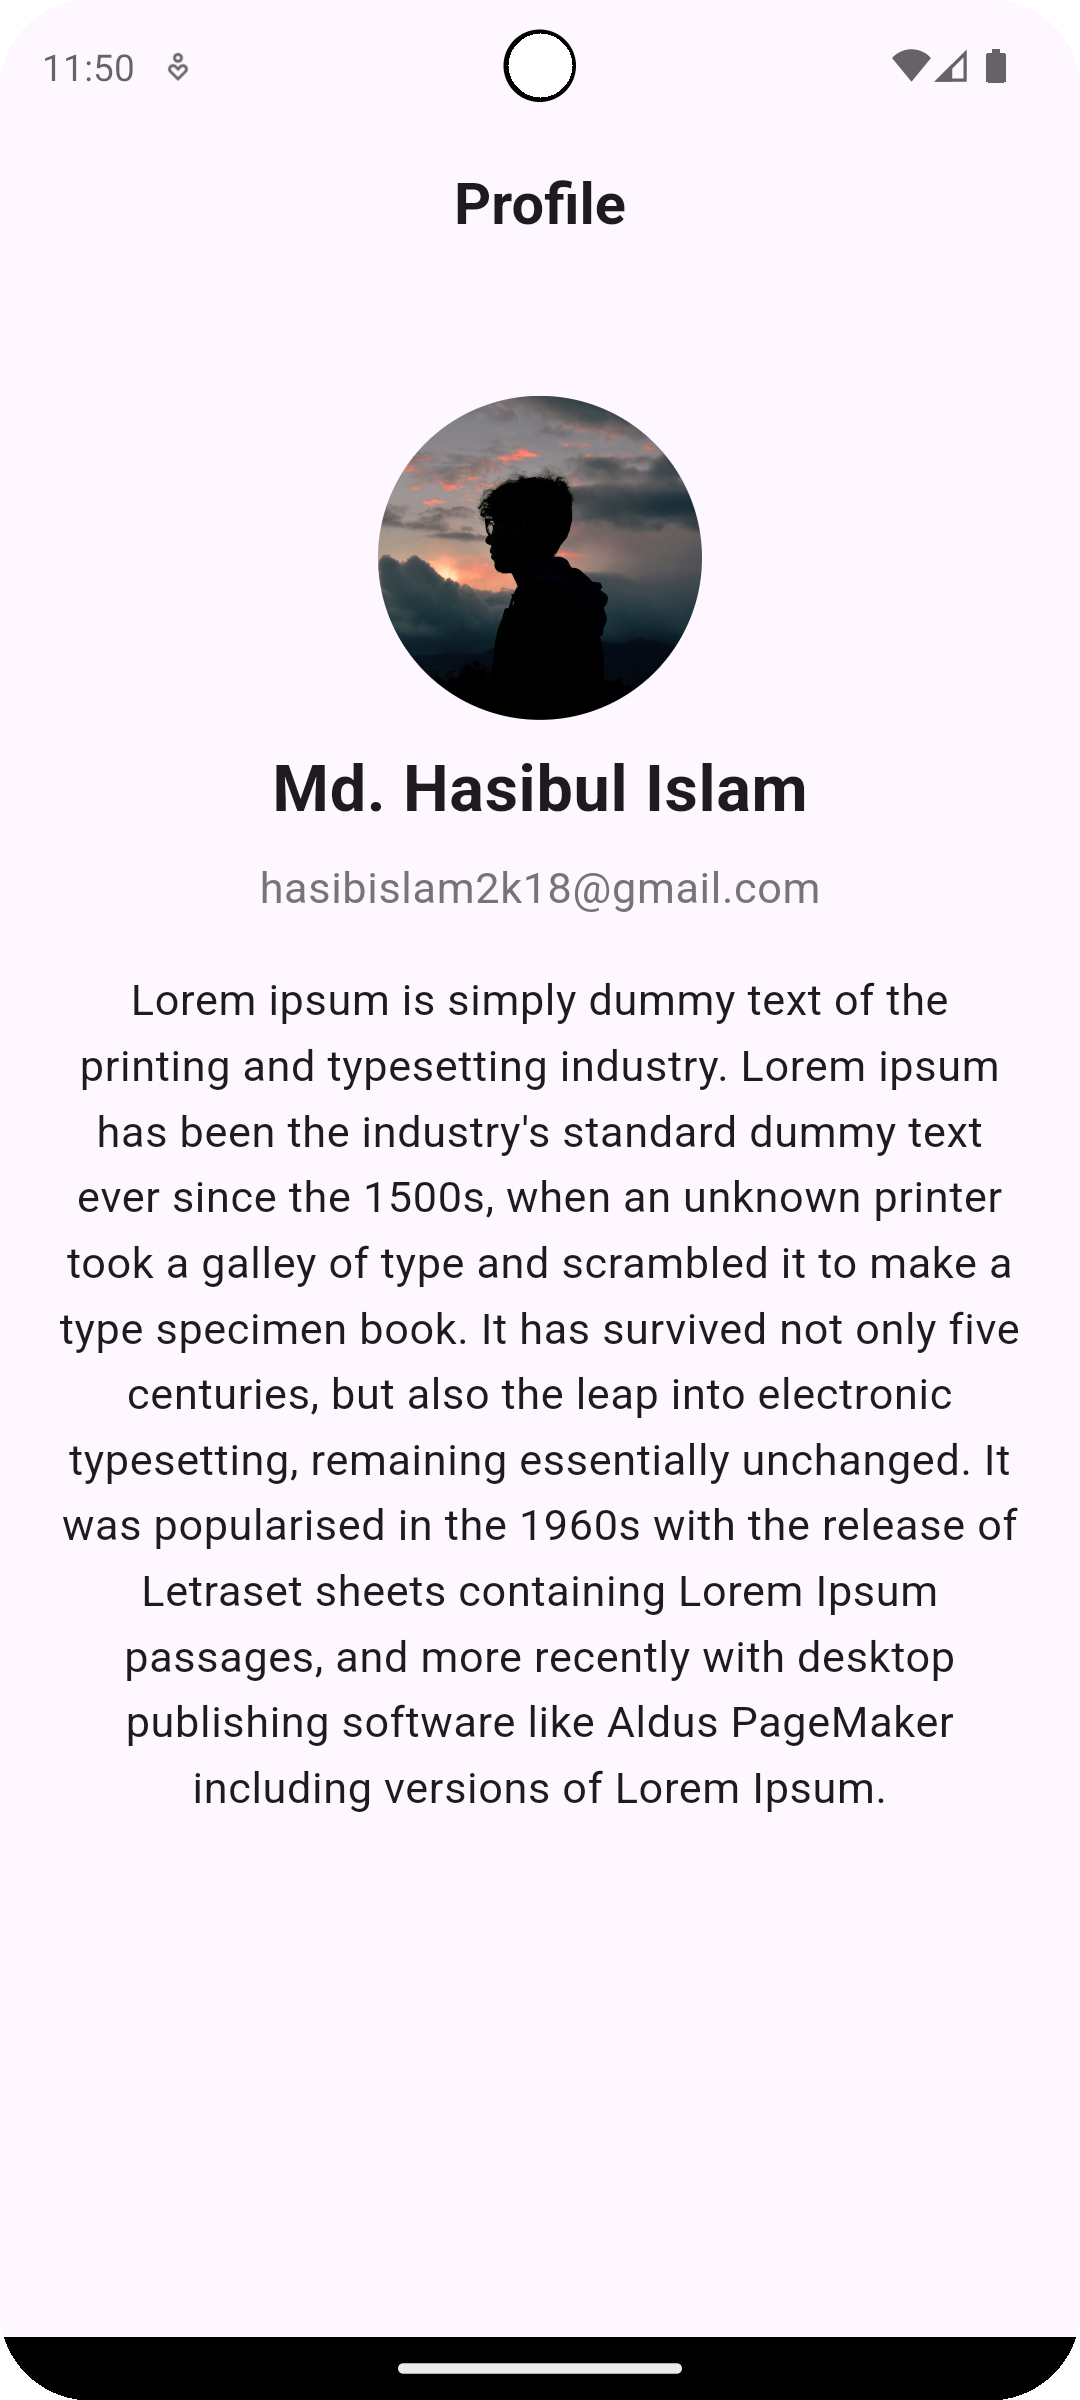 11:50
Profile
Md. Hasibul Islam
hasibislam2k18@gmail.com
Lorem ipsum is simply dummy text of the
printing and typesetting industry. Lorem ipsum
has been the industry's standard dummy text
ever since the 1500s, when an unknown printer
took a galley of type and scrambled it to make a
type specimen book. It has survived not only five
centuries, but also the leap into electronic
typesetting, remaining essentially unchanged. It
was popularised in the 1960s with the release of
Letraset sheets containing Lorem Ipsum
passages, and more recently with desktop
publishing software like Aldus PageMaker
including versions of Lorem Ipsum.